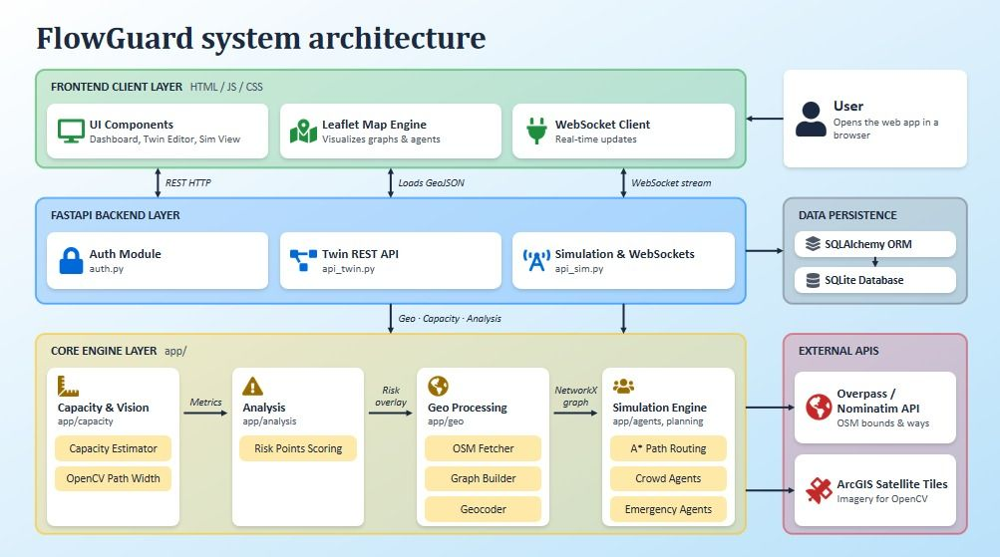 FlowGuard system architecture
FRONTEND CLIENT LAYER HTML / JS / CSS
UI Components
Dashboard, Twin Editor, Sim View
Leaflet Map Engine
Visualizes graphs & agents
WebSocket Client
Real-time updates
User
Opens the web app in a
browser
REST HTTP
Loads GeoJSON
WebSocket stream
FASTAPI BACKEND LAYER
Auth Module
auth.py
Twin REST API
api_twin.py
Simulation & WebSockets
api_sim.py
DATA PERSISTENCE
SQLAlchemy ORM
SQLite Database
Geo · Capacity · Analysis
CORE ENGINE LAYER app/
Capacity & Vision
app/capacity
Capacity Estimator
OpenCV Path Width
Metrics
Analysis
app/analysis
Risk Points Scoring
Risk
overlay
Geo Processing
app/geo
OSM Fetcher
Graph Builder
Geocoder
NetworkX
graph
Simulation Engine
app/agents, planning
A* Path Routing
Crowd Agents
Emergency Agents
EXTERNAL APIS
Overpass /
Nominatim API
OSM bounds & ways
ArcGIS Satellite Tiles
Imagery for OpenCV